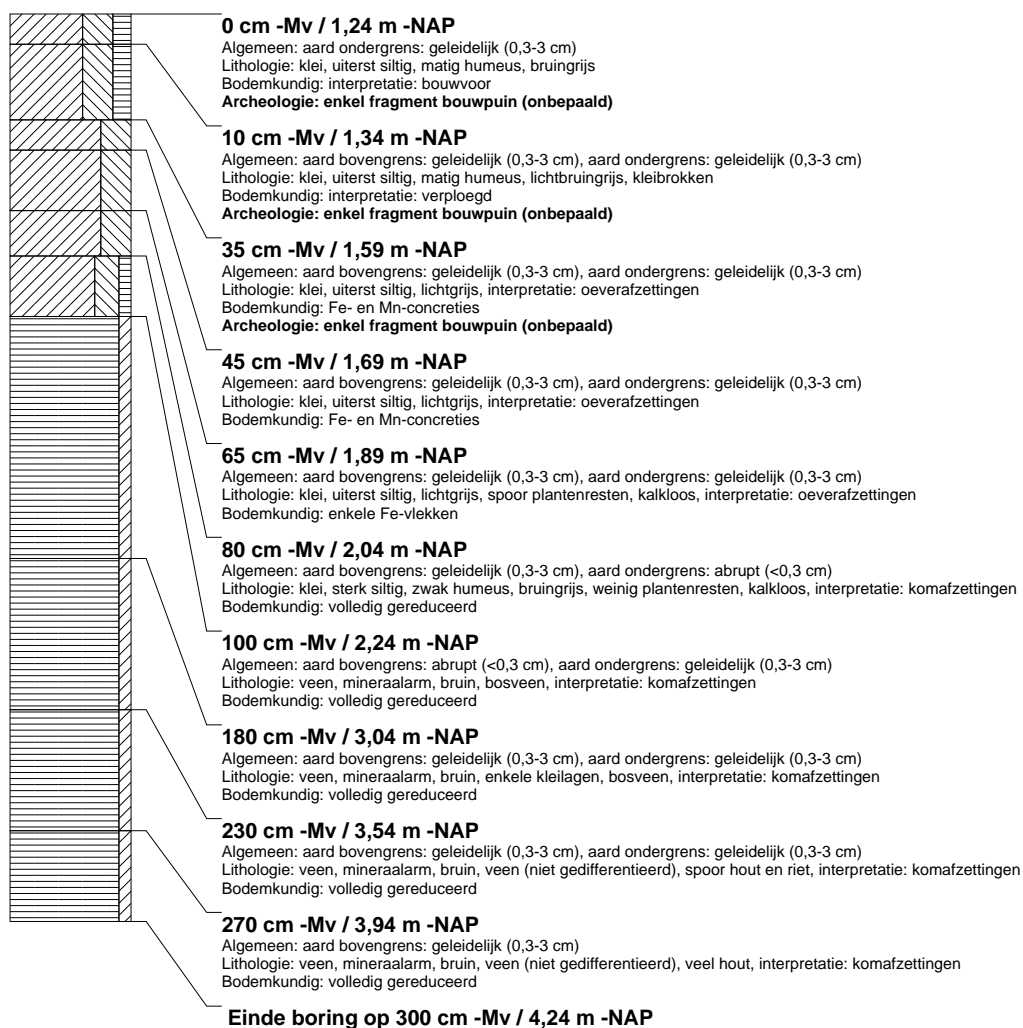 0 cm -Mv / 1,24 m -NAP
Algemeen: aard ondergrens: geleidelijk (0,3-3 cm)
Lithologie: klei, uiterst siltig, matig humeus, bruingrijs
Bodemkundig: interpretatie: bouwvoor
Archeologie: enkel fragment bouwpuin (onbepaald)
10 cm -Mv / 1,34 m -NAP
Algemeen: aard bovengrens: geleidelijk (0,3-3 cm), aard ondergrens: geleidelijk (0,3-3 cm)
Lithologie: klei, uiterst siltig, matig humeus, lichtbruingrijs, kleibrokken
Bodemkundig: interpretatie: verploegd
Archeologie: enkel fragment bouwpuin (onbepaald)
35 cm -Mv / 1,59 m -NAP
Algemeen: aard bovengrens: geleidelijk (0,3-3 cm), aard ondergrens: geleidelijk (0,3-3 cm)
Lithologie: klei, uiterst siltig, lichtgrijs, interpretatie: oeverafzettingen
Bodemkundig: Fe- en Mn-concreties
Archeologie: enkel fragment bouwpuin (onbepaald)
45 cm -Mv / 1,69 m -NAP
Algemeen: aard bovengrens: geleidelijk (0,3-3 cm), aard ondergrens: geleidelijk (0,3-3 cm)
Lithologie: klei, uiterst siltig, lichtgrijs, interpretatie: oeverafzettingen
Bodemkundig: Fe- en Mn-concreties
65 cm -Mv / 1,89 m -NAP
Algemeen: aard bovengrens: geleidelijk (0,3-3 cm), aard ondergrens: geleidelijk (0,3-3 cm)
Lithologie: klei, uiterst siltig, lichtgrijs, spoor plantenresten, kalkloos, interpretatie: oeverafzettingen
Bodemkundig: enkele Fe-vlekken
80 cm -Mv / 2,04 m -NAP
Algemeen: aard bovengrens: geleidelijk (0,3-3 cm), aard ondergrens: abrupt (<0,3 cm)
Lithologie: klei, sterk siltig, zwak humeus, bruingrijs, weinig plantenresten, kalkloos, interpretatie: komafzettingen
Bodemkundig: volledig gereduceerd
100 cm -Mv / 2,24 m -NAP
Algemeen: aard bovengrens: abrupt (<0,3 cm), aard ondergrens: geleidelijk (0,3-3 cm)
Lithologie: veen, mineraalarm, bruin, bosveen, interpretatie: komafzettingen
Bodemkundig: volledig gereduceerd
180 cm -Mv / 3,04 m -NAP
Algemeen: aard bovengrens: geleidelijk (0,3-3 cm), aard ondergrens: geleidelijk (0,3-3 cm)
Lithologie: veen, mineraalarm, bruin, enkele kleilagen, bosveen, interpretatie: komafzettingen
Bodemkundig: volledig gereduceerd
230 cm -Mv / 3,54 m -NAP
Algemeen: aard bovengrens: geleidelijk (0,3-3 cm), aard ondergrens: geleidelijk (0,3-3 cm)
Lithologie: veen, mineraalarm, bruin, veen (niet gedifferentieerd), spoor hout en riet, interpretatie: komafzettingen
Bodemkundig: volledig gereduceerd
270 cm -Mv / 3,94 m -NAP
Algemeen: aard bovengrens: geleidelijk (0,3-3 cm)
Lithologie: veen, mineraalarm, bruin, veen (niet gedifferentieerd), veel hout, interpretatie: komafzettingen
Bodemkundig: volledig gereduceerd
Einde boring op 300 cm -Mv / 4,24 m -NAP